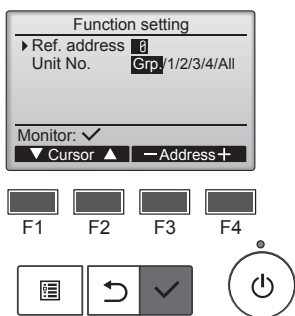 Function setting
Ref. address 0
Unit No. Grp./1/2/3/4/All
Monitor: ✓
▼ Cursor ▲ −Address+
F1 F2 F3 F4